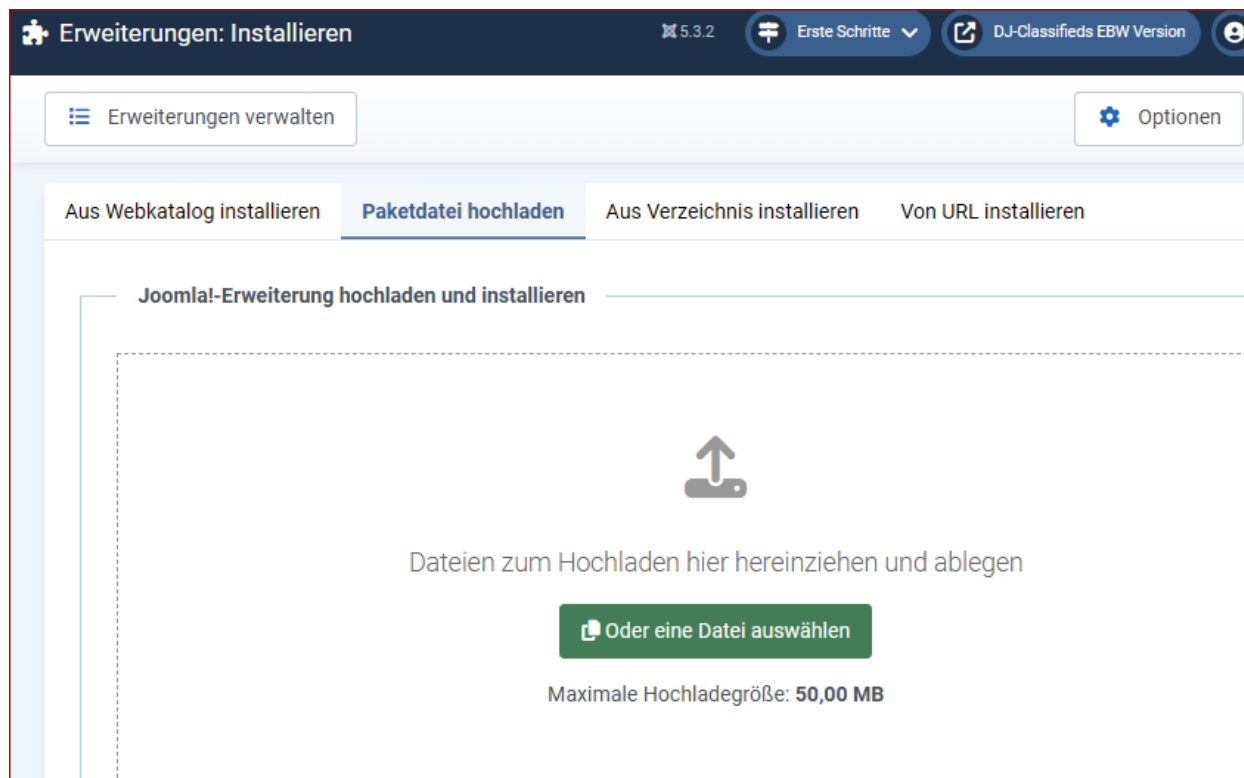 Erweiterungen: Installieren
5.3.2
Erste Schritte
DJ-Classifieds EBW Version
Erweiterungen verwalten
Optionen
Aus Webkatalog installieren
Paketdatei hochladen
Aus Verzeichnis installieren
Von URL installieren
Joomla!-Erweiterung hochladen und installieren
Dateien zum Hochladen hier hereinziehen und ablegen
Oder eine Datei auswählen
Maximale Hochladegröße: 50,00 MB